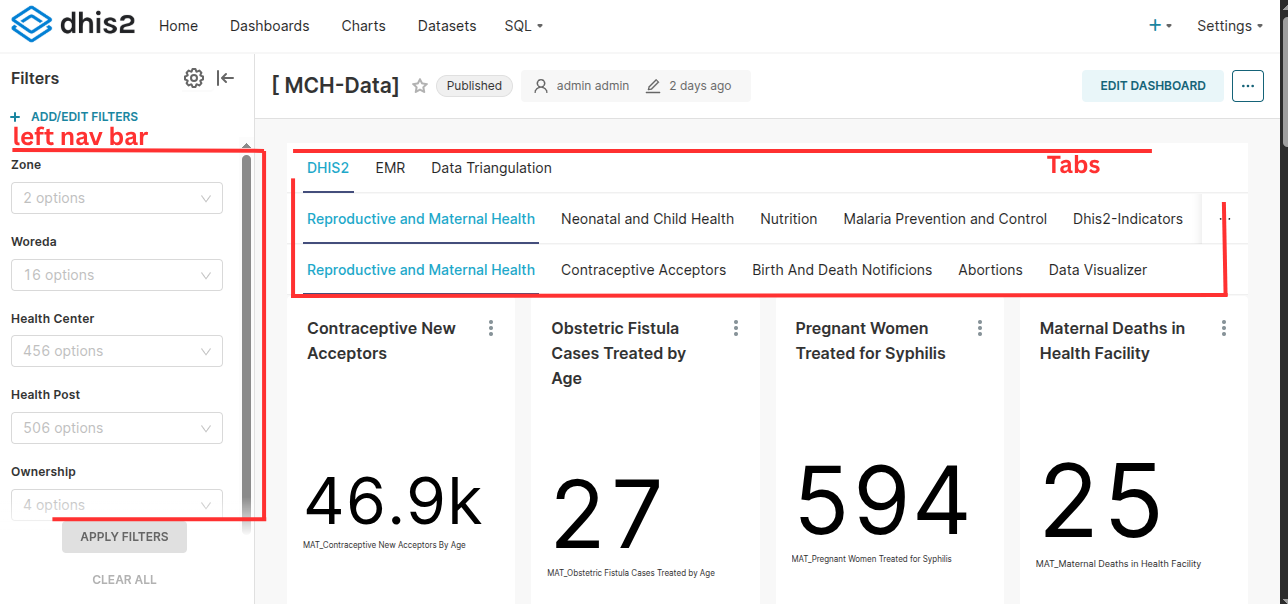 dhis2 Home Dashboards Charts Datasets SQL + Settings
Filters
[ MCH-Data] Published admin admin 2 days ago EDIT DASHBOARD ...
+ ADD/EDIT FILTERS
left nav bar
Zone
2 options
Woreda
16 options
Health Center
456 options
Health Post
506 options
Ownership
4 options
APPLY FILTERS
CLEAR ALL
DHIS2 EMR Data Triangulation
Tabs
Reproductive and Maternal Health Neonatal and Child Health Nutrition Malaria Prevention and Control Dhis2-Indicators ...
Reproductive and Maternal Health Contraceptive Acceptors Birth And Death Notificions Abortions Data Visualizer
Contraceptive New
Acceptors
46.9k
MAT_Contraceptive New Acceptors By Age
Obstetric Fistula
Cases Treated by
Age
27
MAT_Obstetric Fistula Cases Treated by Age
Pregnant Women
Treated for Syphilis
594
MAT_Pregnant Women Treated for Syphilis
Maternal Deaths in
Health Facility
25
MAT_Maternal Deaths in Health Facility